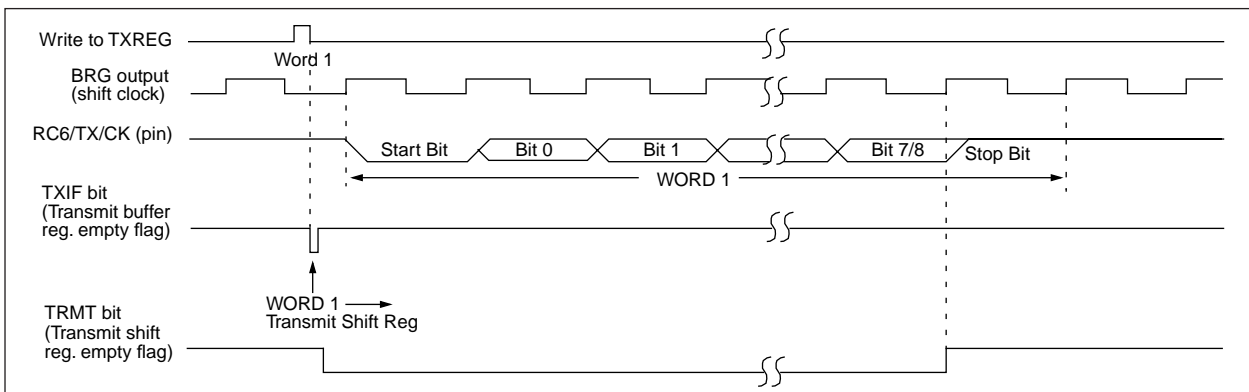 Write to TXREG
Word 1
BRG output
(shift clock)
RC6/TX/CK (pin)
Start Bit
Bit 0
Bit 1
Bit 7/8
Stop Bit
WORD 1
TXIF bit
(Transmit buffer
reg. empty flag)
WORD 1
Transmit Shift Reg
TRMT bit
(Transmit shift
reg. empty flag)